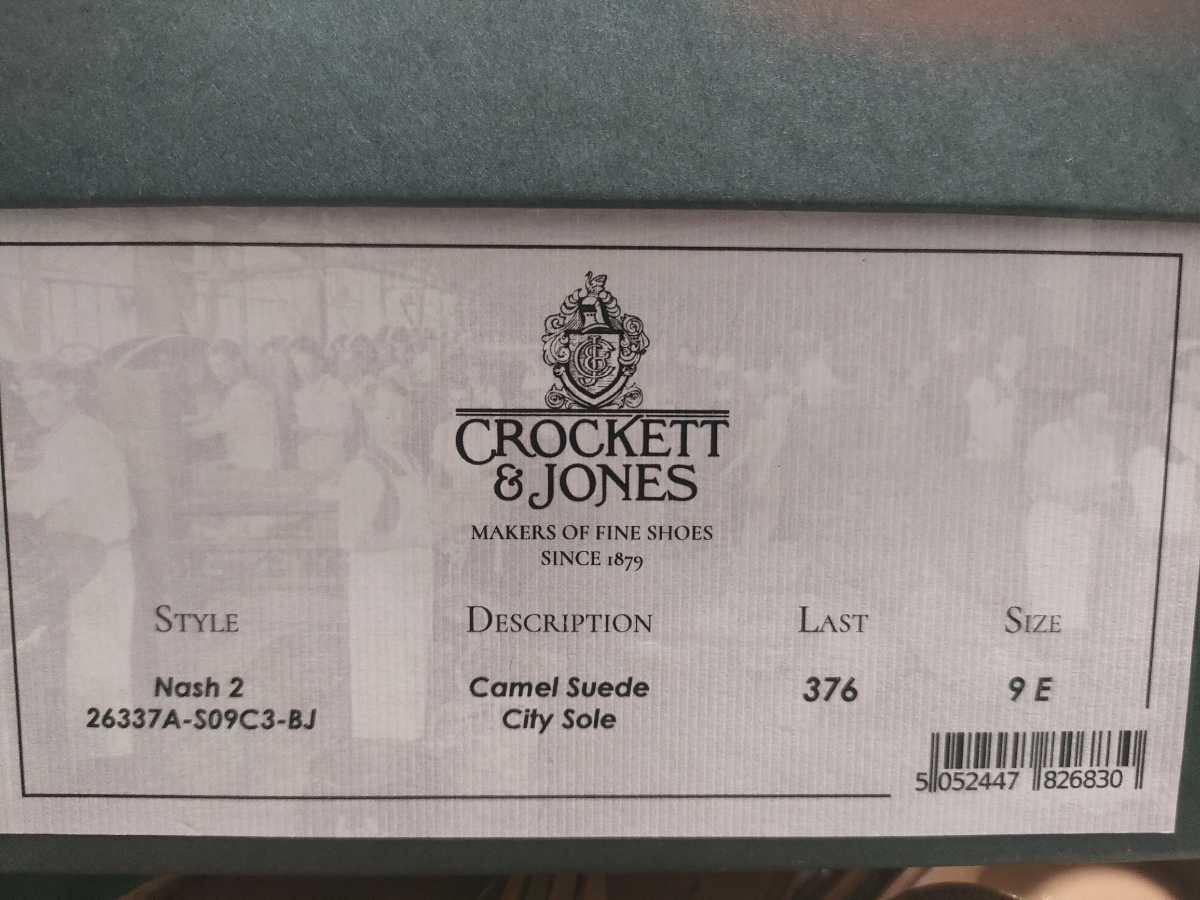 CROCKETT
& JONES
MAKERS OF FINE SHOES
SINCE 1879
STYLE DESCRIPTION LAST SIZE
Nash 2 Camel Suede 376 9 E
26337A-S09C3-BJ City Sole
5 052447 826830